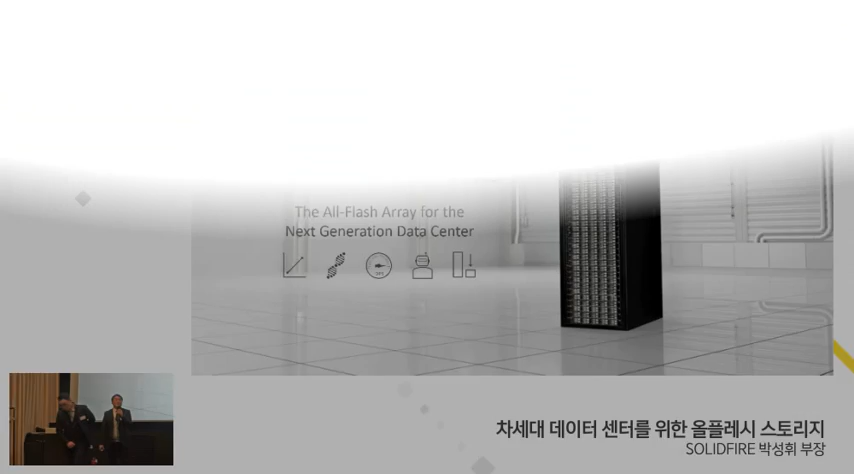 The All-Flash Array for the
Next Generation Data Center
차세대 데이터 센터를 위한 올플래시 스토리지
SOLIDFIRE 박성휘 부장